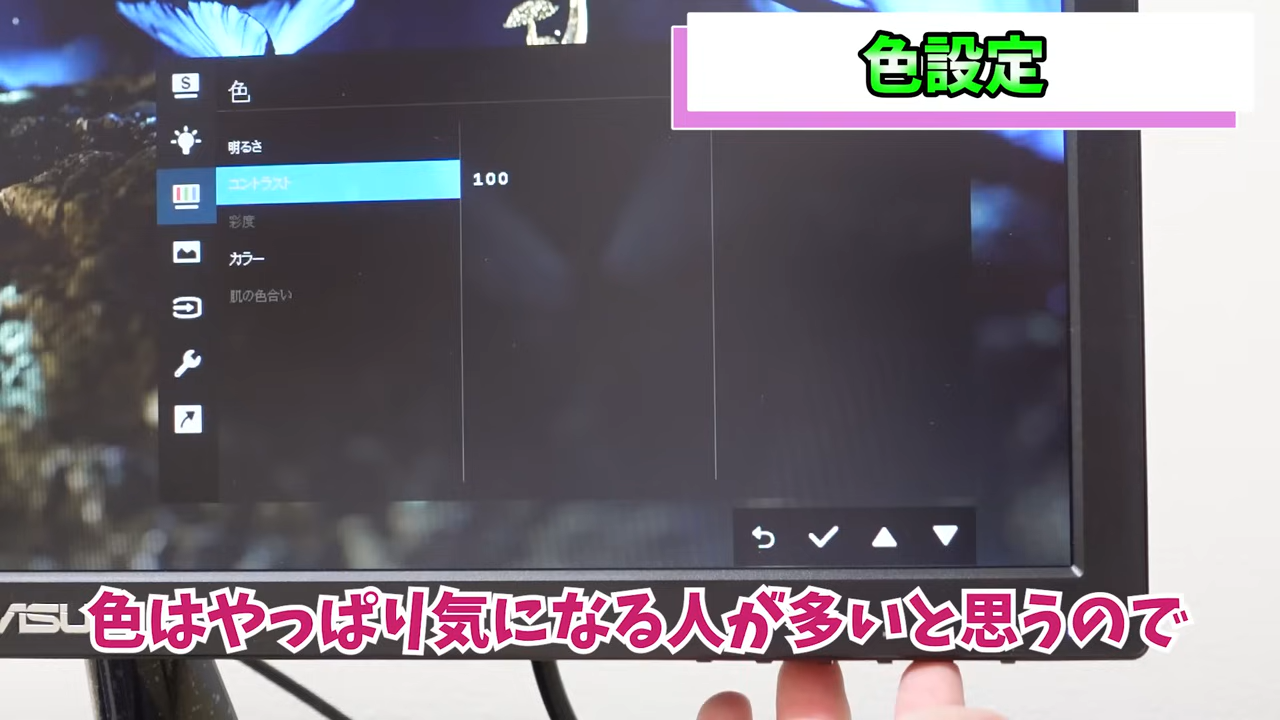 色設定
S
色
明るさ
コントラスト
100
彩度
カラー
肌の色合い
ASU
色はやっぱり気になる人が多いと思うので